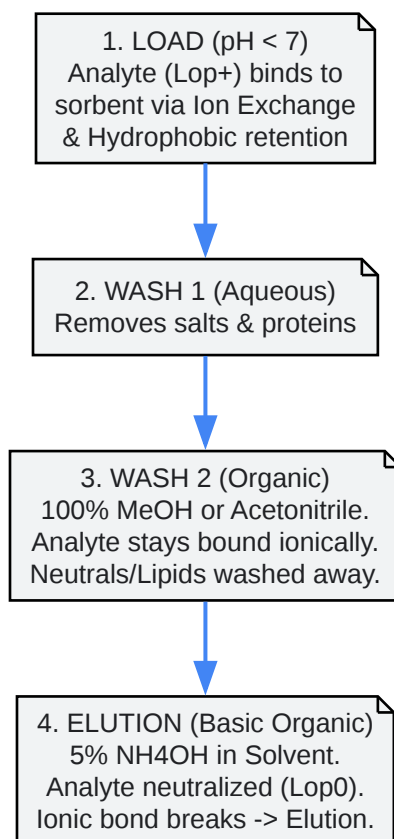 1. LOAD (pH < 7)
Analyte (Lop+) binds to
sorbent via Ion Exchange
& Hydrophobic retention
2. WASH 1 (Aqueous)
Removes salts & proteins
3. WASH 2 (Organic)
100% MeOH or Acetonitrile.
Analyte stays bound ionically.
Neutrals/Lipids washed away.
4. ELUTION (Basic Organic)
5% NH4OH in Solvent.
Analyte neutralized (Lop0).
Ionic bond breaks -> Elution.